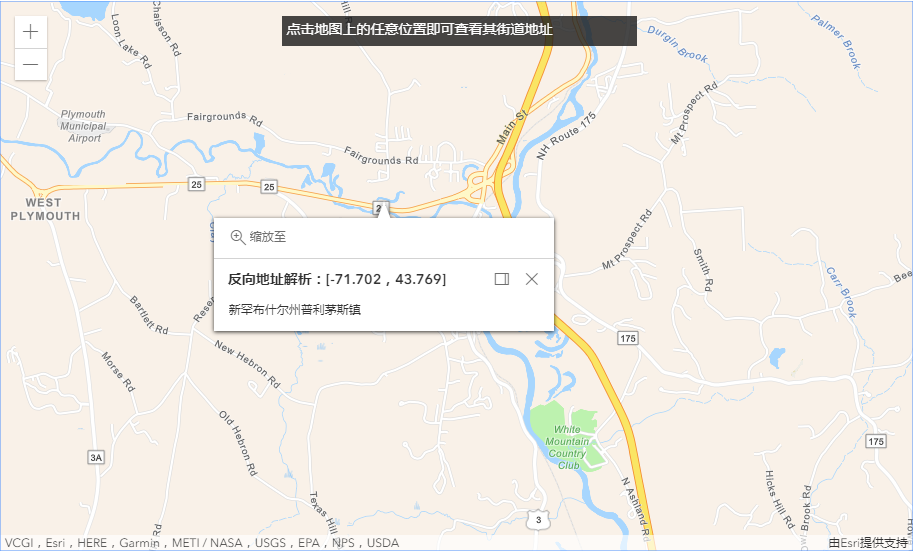 点击地图上的任意位置即可查看其街道地址
Loon Lake Rd
Chaisson Rd
Durgin Brook
Palmer Brook
Plymouth
Municipal
Airport
Fairgrounds Rd
Main St
NH Route 175
Mt Prospect Rd
Fairgrounds Rd
25
25
WEST
PLYMOUTH
缩放至
反向地址解析：[-71.702，43.769]
新罕布什尔州普利茅斯镇
Mt Prospect Rd
Smith Rd
Carr Brook
Bee
Bartlett Rd
Rese
New Hebron Rd
Morse Rd
175
Old Hebron Rd
White
Mountain
Country
Club
175
3A
N Ashland Rd
Hicks Hill Rd
Owl Brook Rd
Texas Hill
3
VCGI，Esri，HERE，Garmin，METI / NASA，USGS，EPA，NPS，USDA
由Esri提供支持